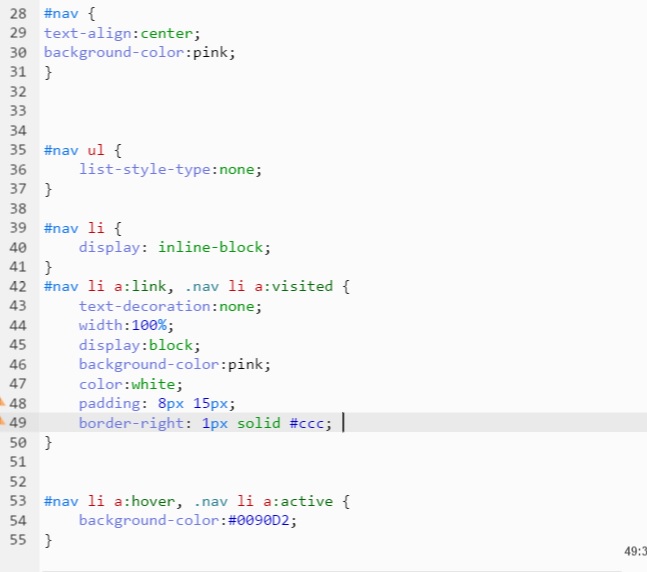 28 #nav {
29 text-align:center;
30 background-color:pink;
31 }
32
33
34
35 #nav ul {
36 list-style-type:none;
37 }
38
39 #nav li {
40 display: inline-block;
41 }
42 #nav li a:link, .nav li a:visited {
43 text-decoration:none;
44 width:100%;
45 display:block;
46 background-color:pink;
47 color:white;
48 padding: 8px 15px;
49 border-right: 1px solid #ccc;
50 }
51
52
53 #nav li a:hover, .nav li a:active {
54 background-color:#0090D2;
55 }
49:3